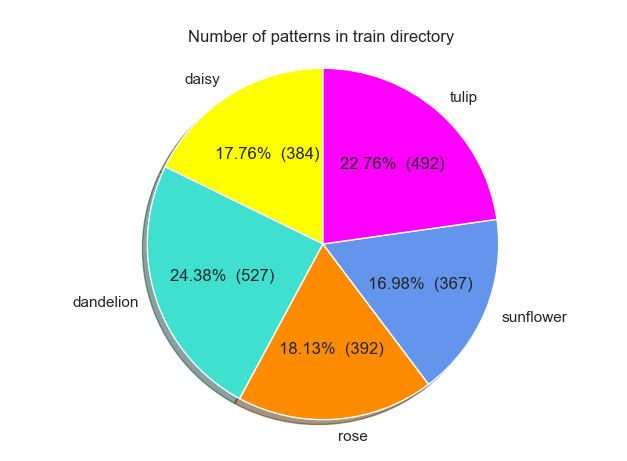 Number of patterns in train directory
daisy
tulip
17.76%  (384)
22.76%  (492)
24.38%  (527)
16.98%  (367)
dandelion
sunflower
18.13%  (392)
rose